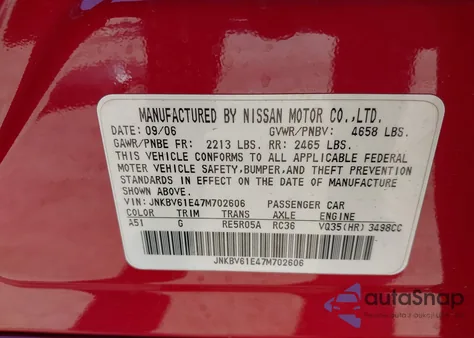 MANUFACTURED BY NISSAN MOTOR CO.,LTD.
DATE: 09/06 GVWR/PNBV: 4658 LBS.
GAWR/PNBE FR: 2213 LBS. RR: 2465 LBS.
THIS VEHICLE CONFORMS TO ALL APPLICABLE FEDERAL
MOTOR VEHICLE SAFETY,BUMPER,AND THEFT PREVENTION
STANDARDS IN EFFECT ON THE DATE OF MANUFACTURE
SHOWN ABOVE.
VIN: JNKBV61E47M702606 PASSENGER CAR
COLOR TRIM TRANS AXLE ENGINE
A51 G RE5R05A RC36 VQ35(HR) 3498CC
JNKBV61E47M702606
autaSnap